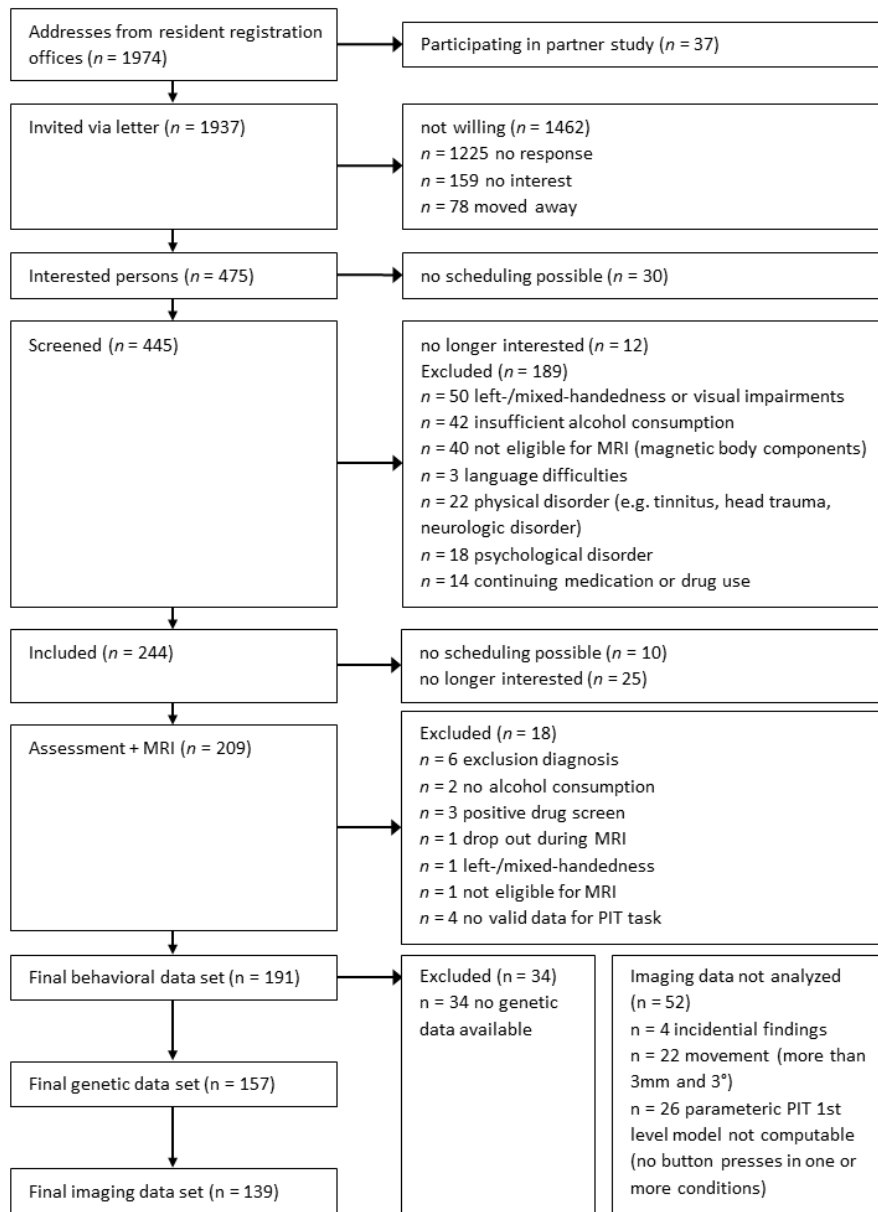 Addresses from resident registration
offices (n = 1974)
Participating in partner study (n = 37)
Invited via letter (n = 1937)
not willing (n = 1462)
n = 1225 no response
n = 159 no interest
n = 78 moved away
Interested persons (n = 475)
no scheduling possible (n = 30)
Screened (n = 445)
no longer interested (n = 12)
Excluded (n = 189)
n = 50 left-/mixed-handedness or visual impairments
n = 42 insufficient alcohol consumption
n = 40 not eligible for MRI (magnetic body components)
n = 3 language difficulties
n = 22 physical disorder (e.g. tinnitus, head trauma,
neurologic disorder)
n = 18 psychological disorder
n = 14 continuing medication or drug use
Included (n = 244)
no scheduling possible (n = 10)
no longer interested (n = 25)
Assessment + MRI (n = 209)
Excluded (n = 18)
n = 6 exclusion diagnosis
n = 2 no alcohol consumption
n = 3 positive drug screen
n = 1 drop out during MRI
n = 1 left-/mixed-handedness
n = 1 not eligible for MRI
n = 4 no valid data for PIT task
Final behavioral data set (n = 191)
Excluded (n = 34)
n = 34 no genetic
data available
Imaging data not analyzed
(n = 52)
n = 4 incidential findings
n = 22 movement (more than
3mm and 3°)
n = 26 parameteric PIT 1st
level model not computable
(no button presses in one or
more conditions)
Final genetic data set (n = 157)
Final imaging data set (n = 139)